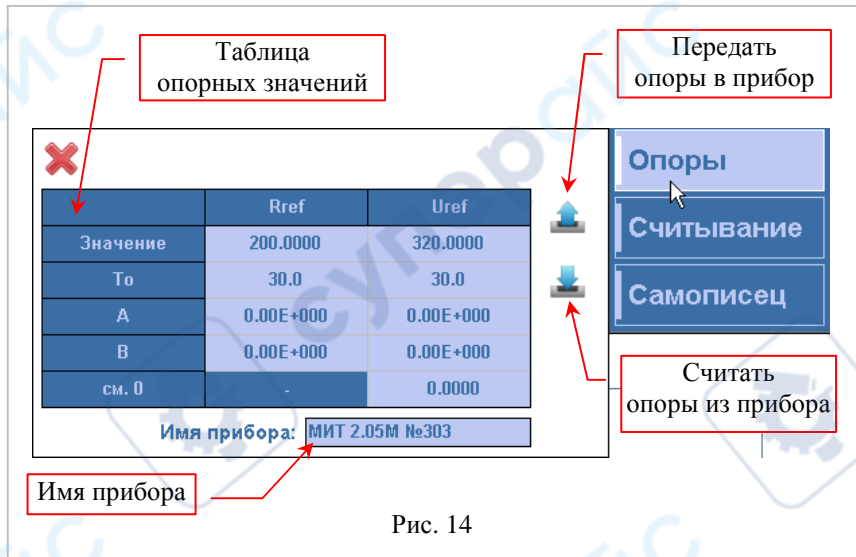 Таблица
опорных значений
Передать
опоры в прибор
Опоры
Считывание
Самописец
Rref Uref
Значение 200.0000 320.0000
To 30.0 30.0
A 0.00E+000 0.00E+000
B 0.00E+000 0.00E+000
см. 0 - 0.0000
Имя прибора: МИТ 2.05М №303
Считать
опоры из прибора
Имя прибора
Рис. 14
суперайс